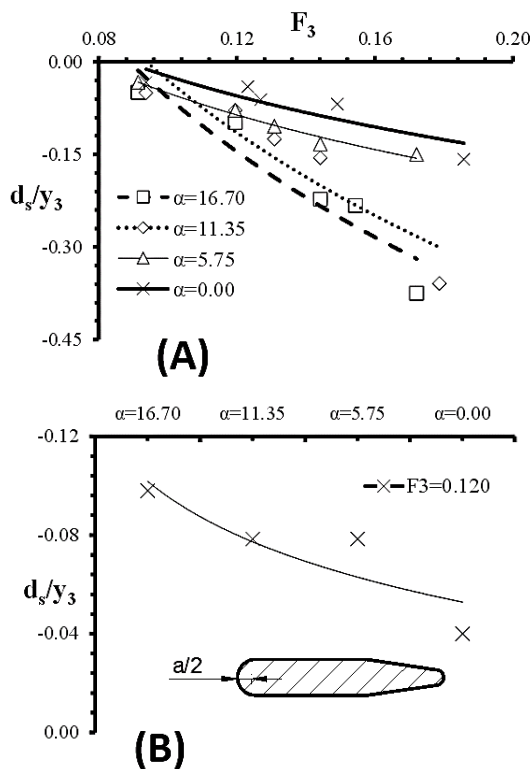 F3
0.08 0.12 0.16 0.20
0.00
-0.15
ds/y3
-0.30
-0.45
α=16.70
α=11.35
α=5.75
α=0.00
(A)
α=16.70 α=11.35 α=5.75 α=0.00
-0.12
F3=0.120
-0.08
ds/y3
-0.04
a/2
0.00
(B)